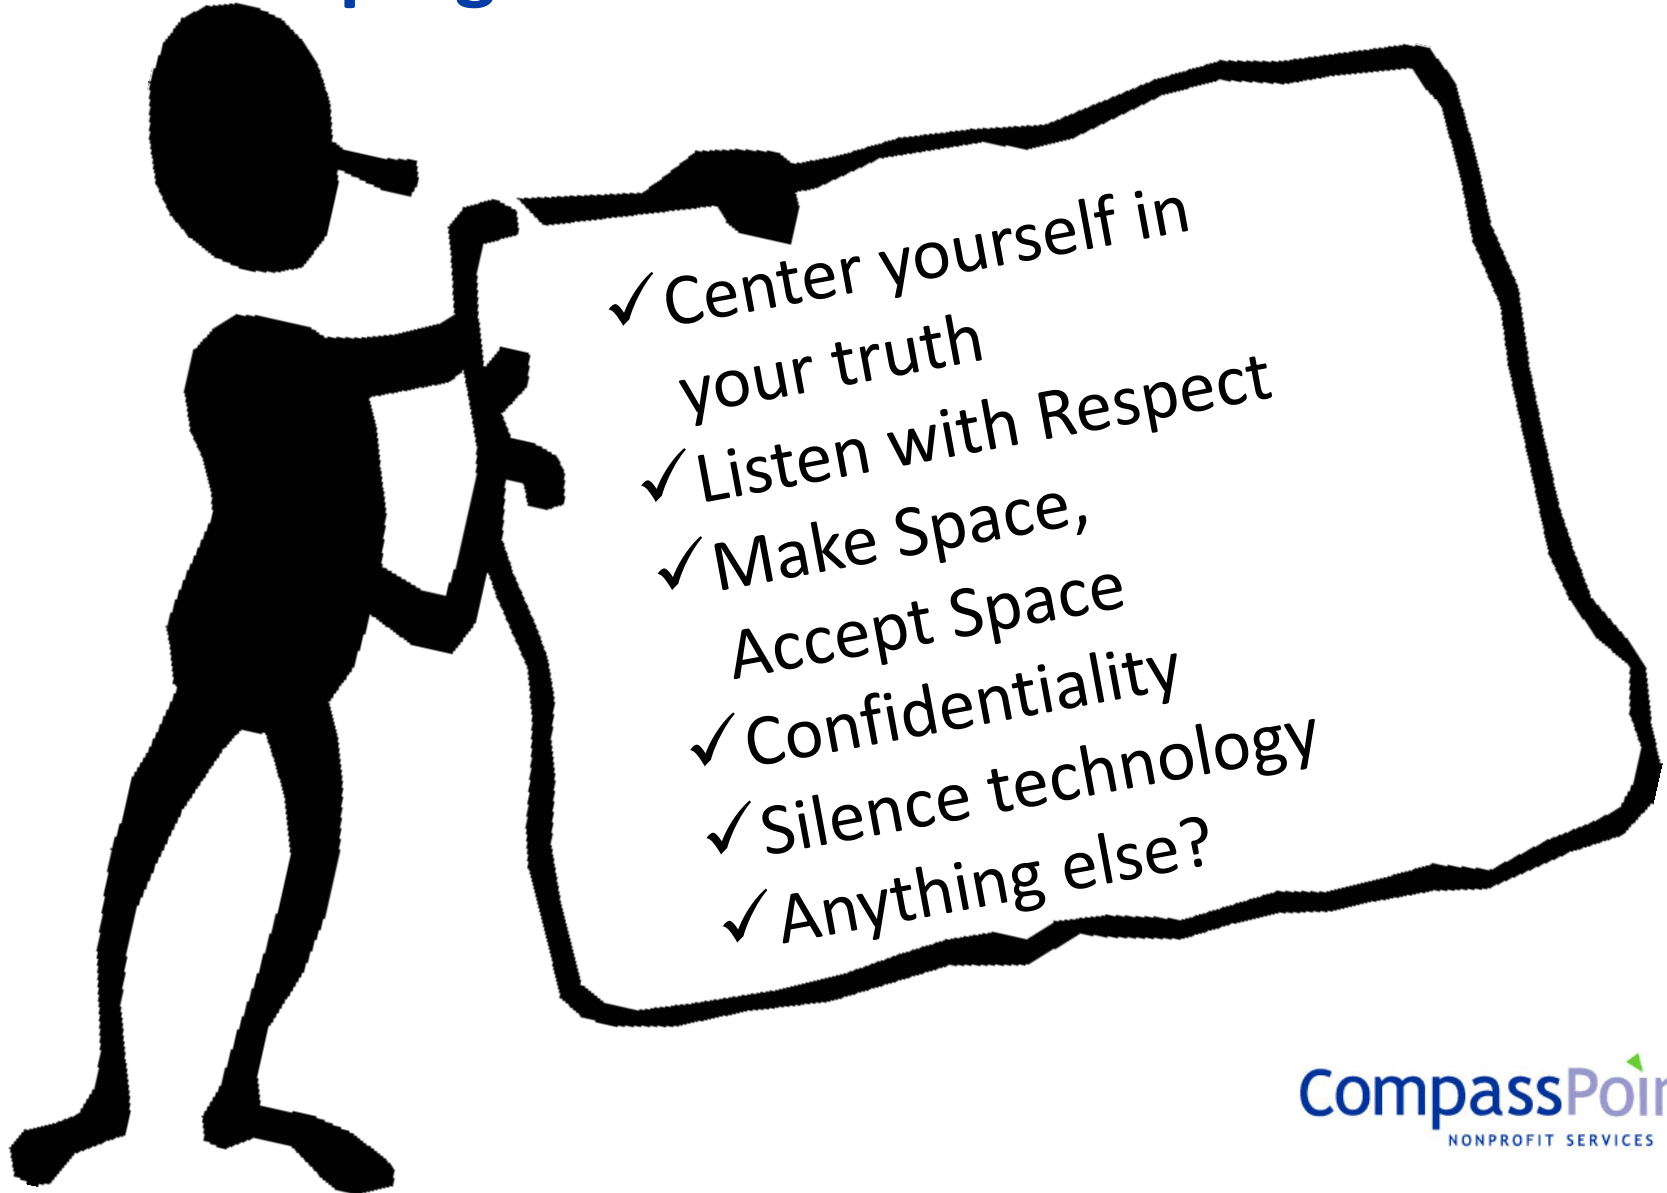 ✓Center yourself in
your truth
✓Listen with Respect
✓Make Space,
Accept Space
✓Confidentiality
✓Silence technology
✓Anything else?
NONPROFIT SERVICES